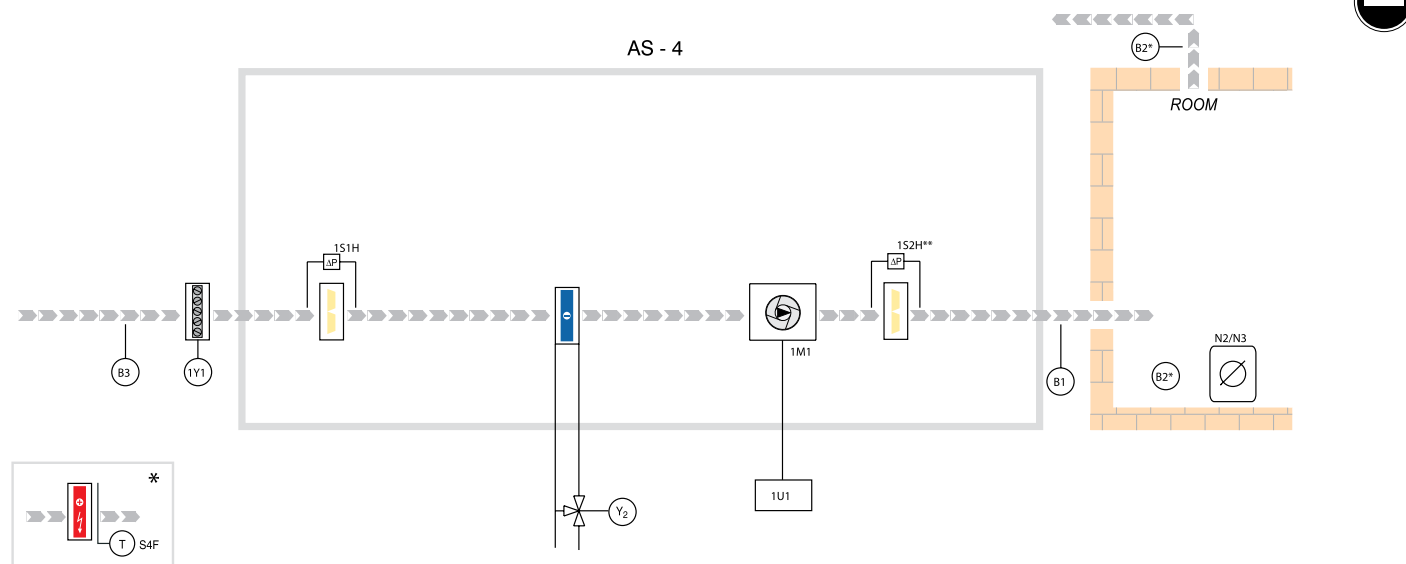 AS - 4
B2*
ROOM
1S1H
ΔP
1S2H**
ΔP
B3
1Y1
1M1
B1
B2*
N2/N3
1U1
Y2
*
T
S4F